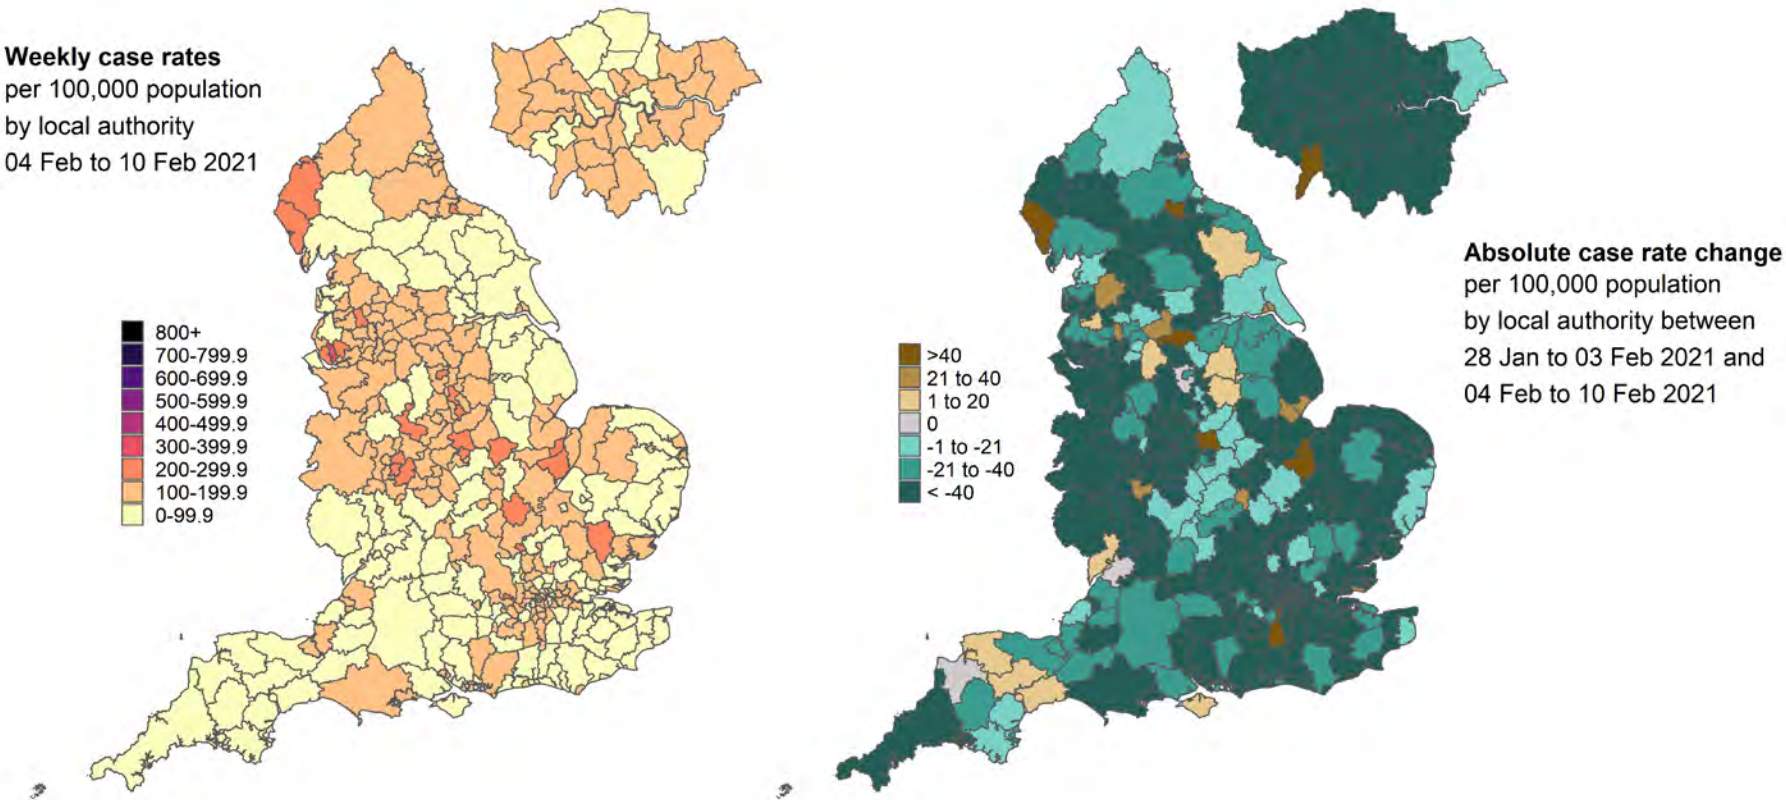 Weekly case rates
per 100,000 population
by local authority
04 Feb to 10 Feb 2021
800+
700-799.9
600-699.9
500-599.9
400-499.9
300-399.9
200-299.9
100-199.9
0-99.9
Absolute case rate change
per 100,000 population
by local authority between
28 Jan to 03 Feb 2021 and
04 Feb to 10 Feb 2021
>40
21 to 40
1 to 20
0
-1 to -21
-21 to -40
< -40